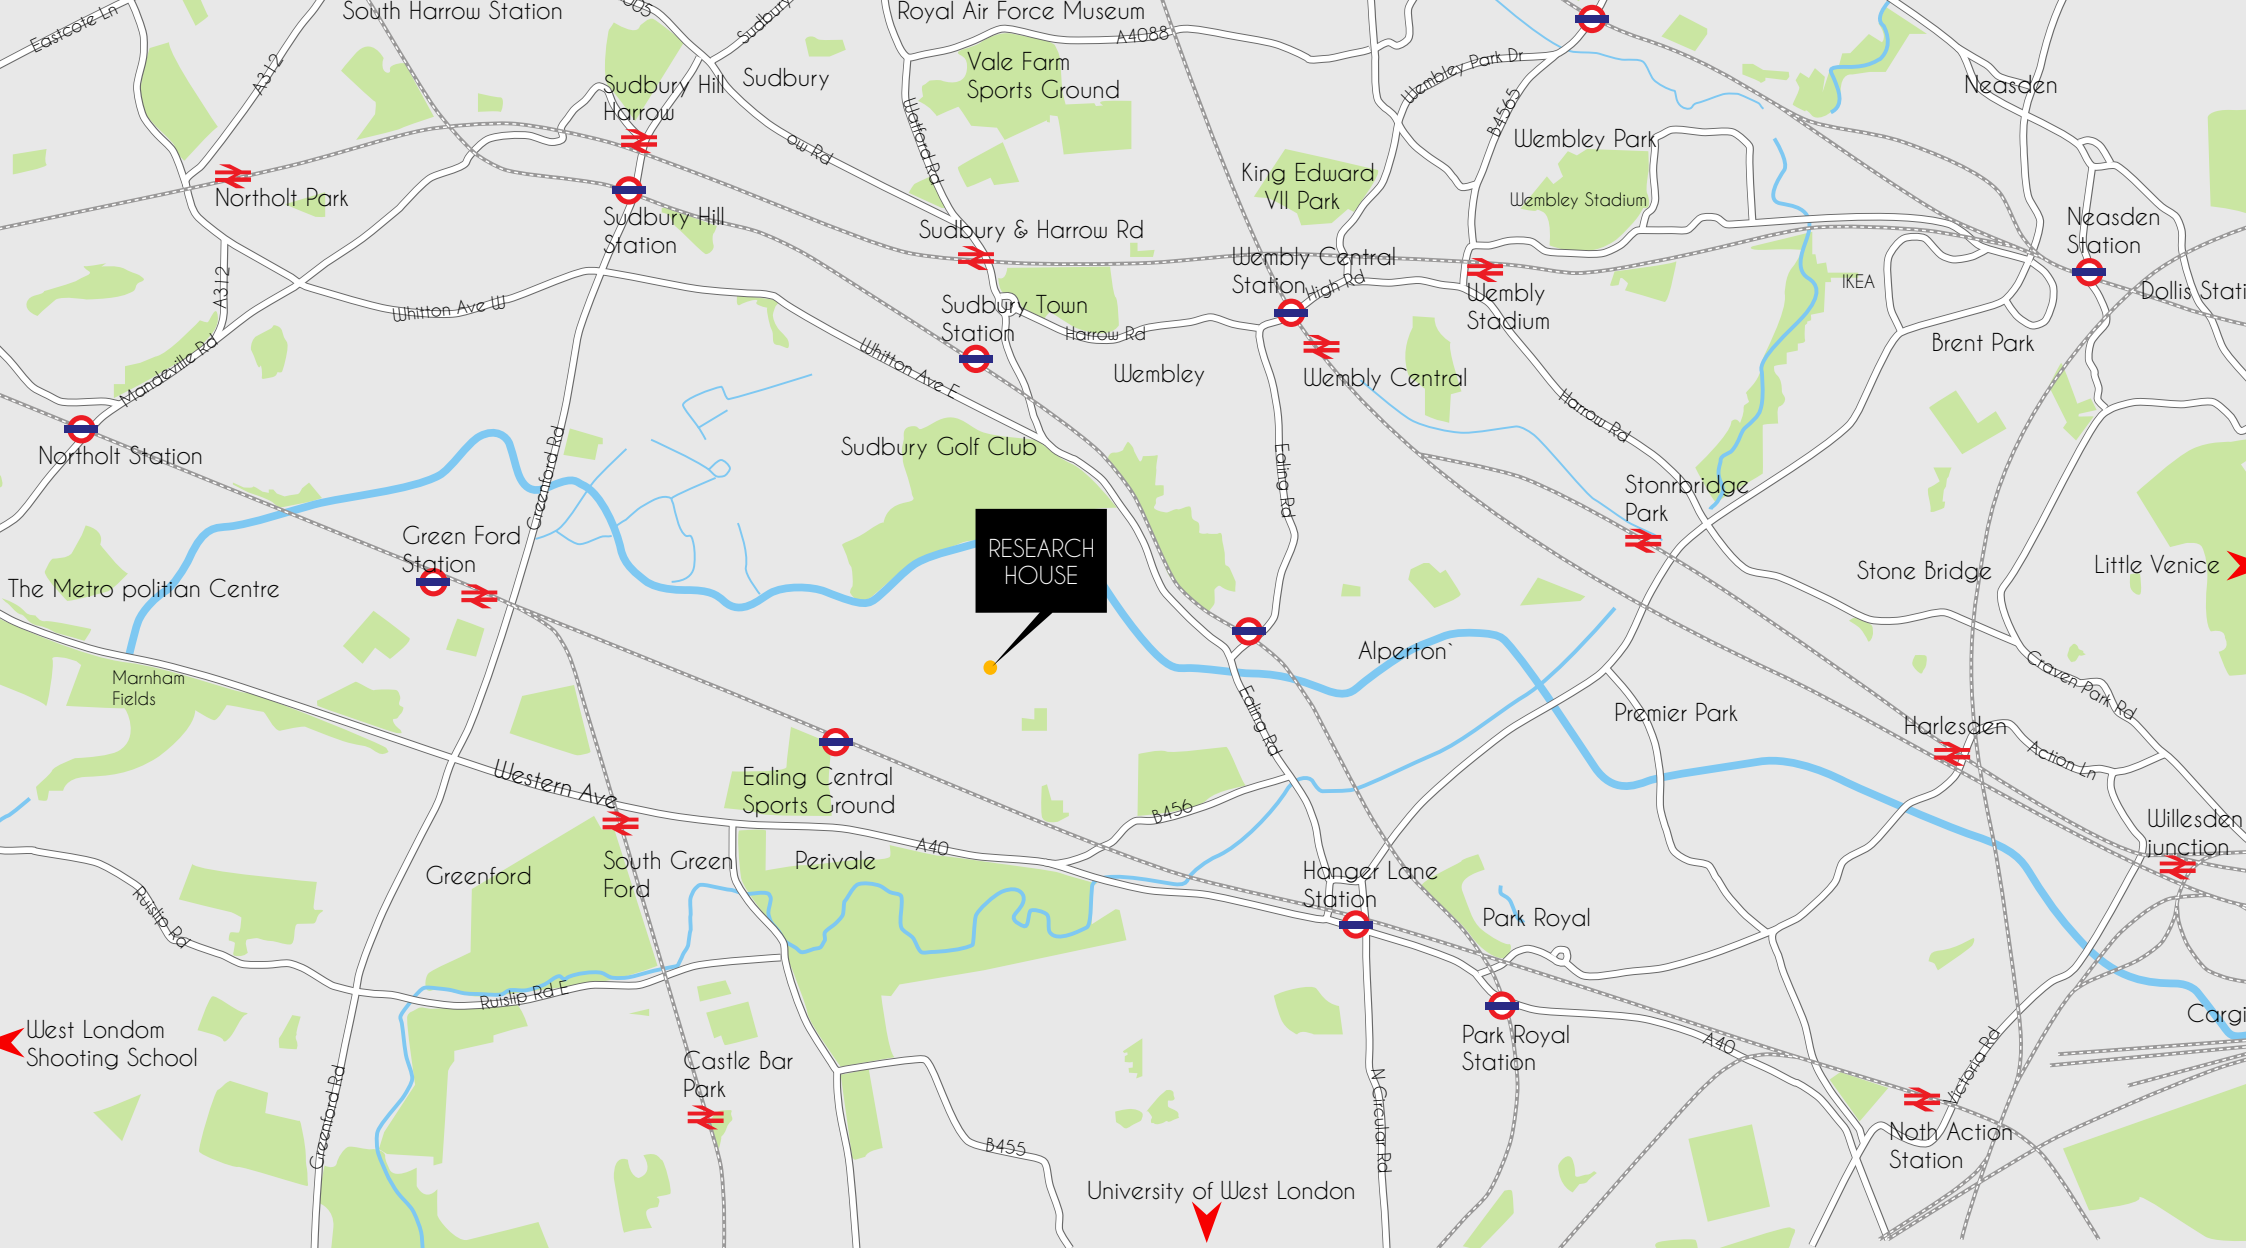 South Harrow Station
Royal Air Force Museum
Eastcote Ln
A312
Sudbury
A4088
Vale Farm
Sports Ground
Wembley Park Dr
B4565
Neasden
Sudbury Hill
Harrow
Sudbury
ow Rd
Watford Rd
Wembley Park
King Edward
VII Park
Wembley Stadium
Northolt Park
Sudbury Hill
Station
Sudbury & Harrow Rd
Neasden
Station
Wembly Central
Station
High Rd
Wembly
Stadium
IKEA
Dollis Stati
A312
Whitton Ave W
Sudbury Town
Station
Harrow Rd
Brent Park
Mandeville Rd
Whitton Ave E
Wembley
Wembly Central
Harrow Rd
Northolt Station
Greenford Rd
Sudbury Golf Club
Ealing Rd
Stonrbridge
Park
Green Ford
Station
RESEARCH
HOUSE
The Metro politian Centre
Stone Bridge
Little Venice
Marnham
Fields
Alperton`
Craven Park Rd
Ealing Rd
Premier Park
Harlesden
Action Ln
Western Ave
Ealing Central
Sports Ground
B456
A40
Willesden
junction
Greenford
South Green
Ford
Perivale
Hanger Lane
Station
Park Royal
Ruislip Rd
Ruislip Rd E
West Londom
Shooting School
Cargi
Castle Bar
Park
Park Royal
Station
A40
Victoria Rd
Greenford Rd
N Circular Rd
B455
Noth Action
Station
University of West London